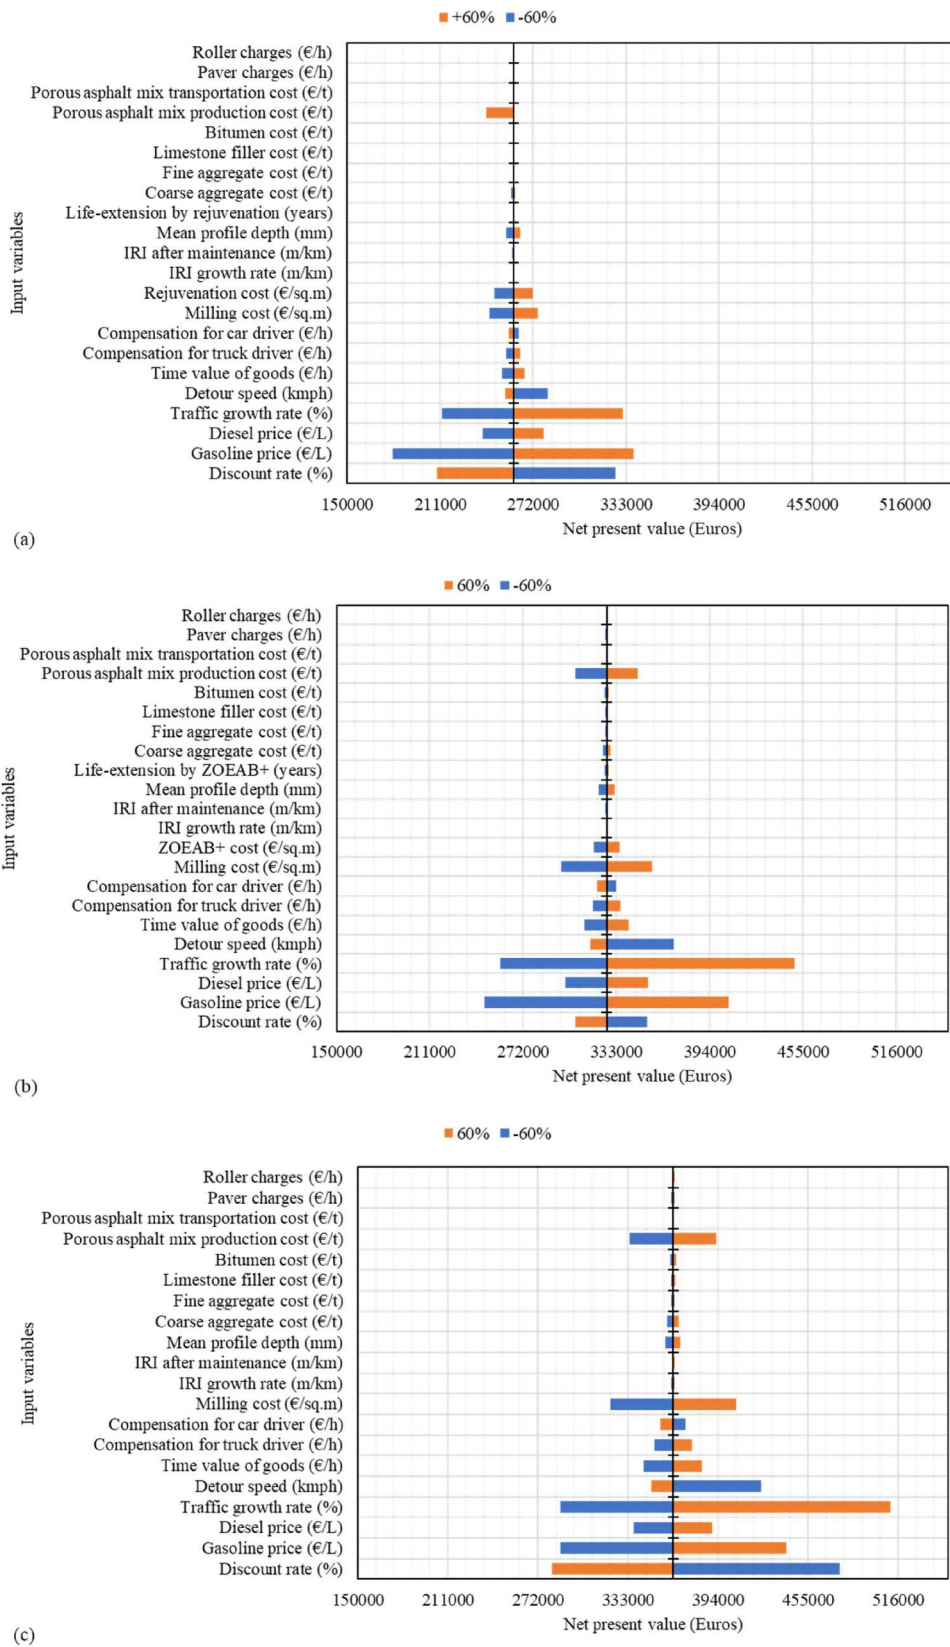 +60% -60%
Roller charges (€/h)
Paver charges (€/h)
Porous asphalt mix transportation cost (€/t)
Porous asphalt mix production cost (€/t)
Bitumen cost (€/t)
Limestone filler cost (€/t)
Fine aggregate cost (€/t)
Coarse aggregate cost (€/t)
Life-extension by rejuvenation (years)
Mean profile depth (mm)
IRI after maintenance (m/km)
IRI growth rate (m/km)
Rejuvenation cost (€/sq.m)
Milling cost (€/sq.m)
Compensation for car driver (€/h)
Compensation for truck driver (€/h)
Time value of goods (€/h)
Detour speed (kmph)
Traffic growth rate (%)
Diesel price (€/L)
Gasoline price (€/L)
Discount rate (%)
Input variables
150000 211000 272000 333000 394000 455000 516000
Net present value (Euros)
(a)
60% -60%
Roller charges (€/h)
Paver charges (€/h)
Porous asphalt mix transportation cost (€/t)
Porous asphalt mix production cost (€/t)
Bitumen cost (€/t)
Limestone filler cost (€/t)
Fine aggregate cost (€/t)
Coarse aggregate cost (€/t)
Life-extension by ZOEAB+ (years)
Mean profile depth (mm)
IRI after maintenance (m/km)
IRI growth rate (m/km)
ZOEAB+ cost (€/sq.m)
Milling cost (€/sq.m)
Compensation for car driver (€/h)
Compensation for truck driver (€/h)
Time value of goods (€/h)
Detour speed (kmph)
Traffic growth rate (%)
Diesel price (€/L)
Gasoline price (€/L)
Discount rate (%)
Input variables
150000 211000 272000 333000 394000 455000 516000
Net present value (Euros)
(b)
60% -60%
Roller charges (€/h)
Paver charges (€/h)
Porous asphalt mix transportation cost (€/t)
Porous asphalt mix production cost (€/t)
Bitumen cost (€/t)
Limestone filler cost (€/t)
Fine aggregate cost (€/t)
Coarse aggregate cost (€/t)
Mean profile depth (mm)
IRI after maintenance (m/km)
IRI growth rate (m/km)
Milling cost (€/sq.m)
Compensation for car driver (€/h)
Compensation for truck driver (€/h)
Time value of goods (€/h)
Detour speed (kmph)
Traffic growth rate (%)
Diesel price (€/L)
Gasoline price (€/L)
Discount rate (%)
Input variables
150000 211000 272000 333000 394000 455000 516000
Net present value (Euros)
(c)